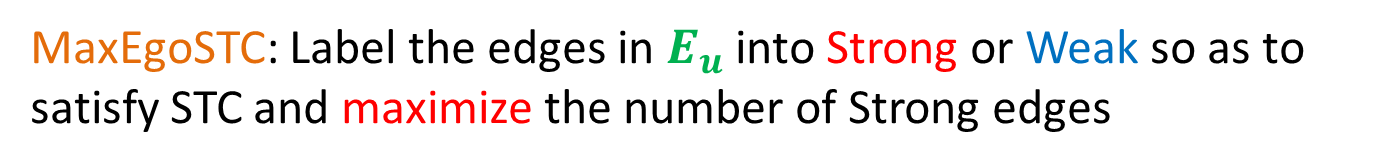 MaxEgoSTC: Label the edges in E_u into Strong or Weak so as to
satisfy STC and maximize the number of Strong edges